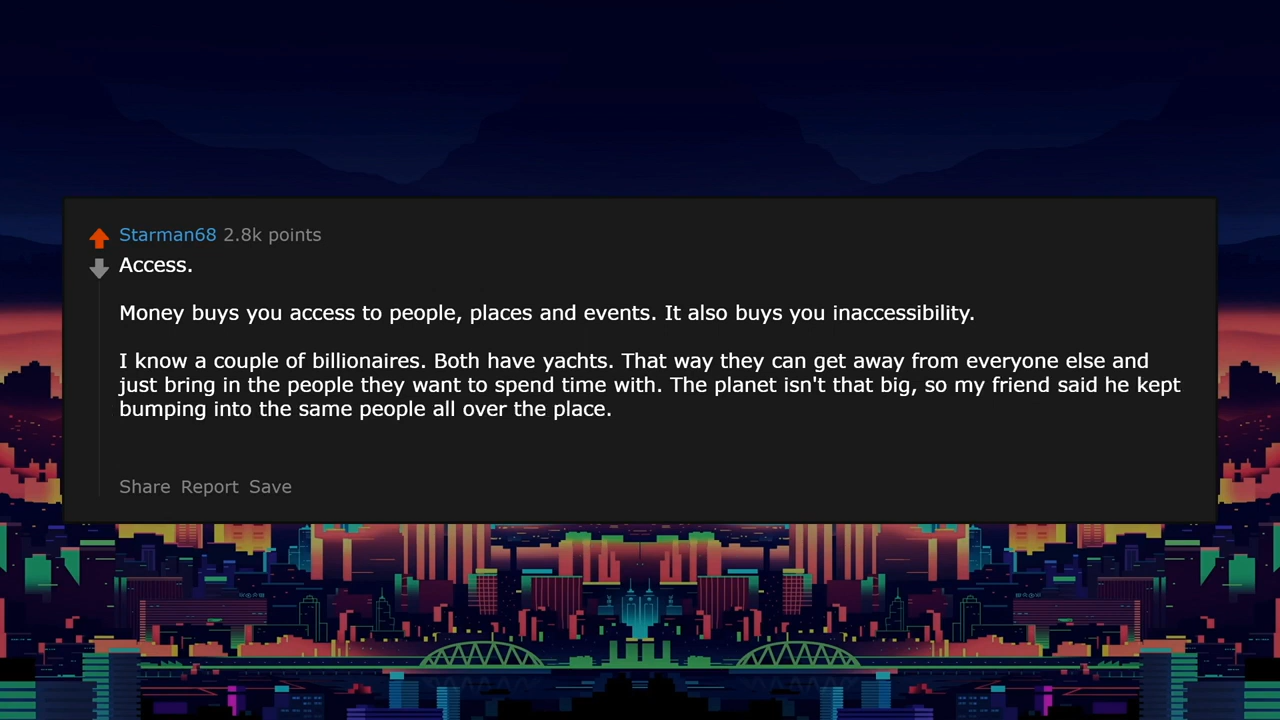 Starman68 2.8k points
Access.
Money buys you access to people, places and events. It also buys you inaccessibility.
I know a couple of billionaires. Both have yachts. That way they can get away from everyone else and
just bring in the people they want to spend time with. The planet isn't that big, so my friend said he kept
bumping into the same people all over the place.
Share Report Save